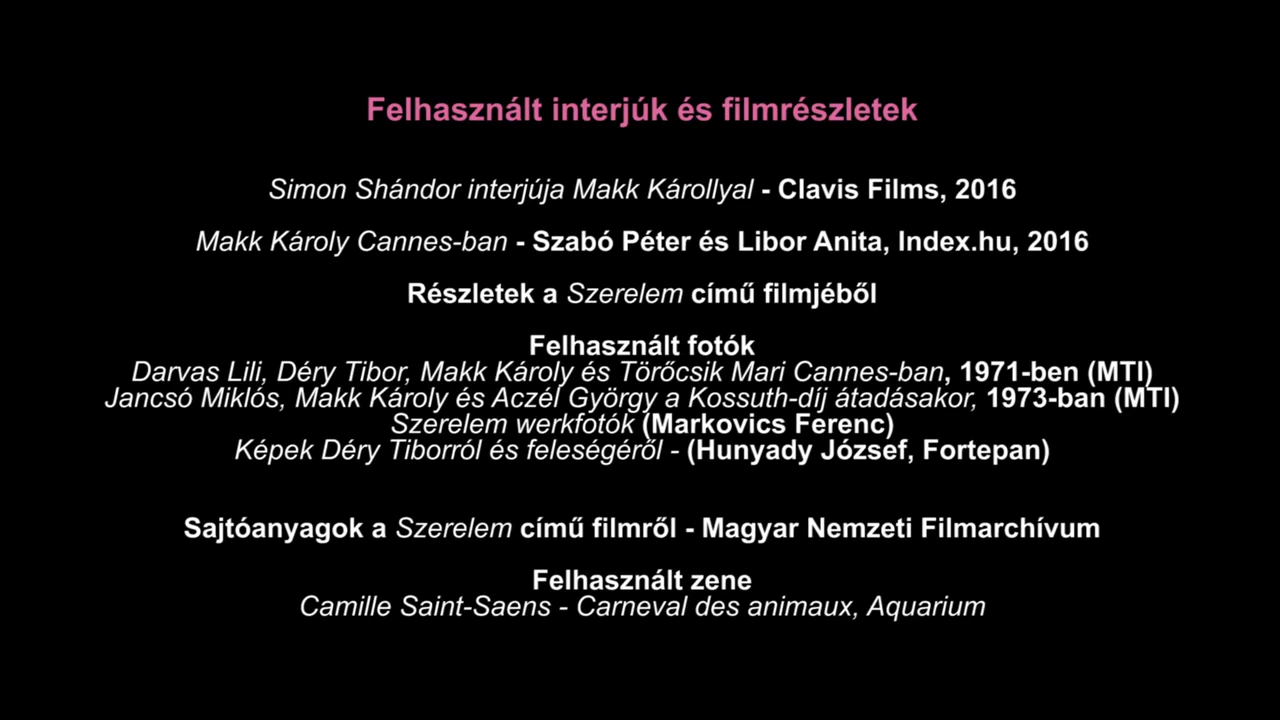 Felhasznált interjúk és filmrészletek
Simon Shándor interjúja Makk Károllyal - Clavis Films, 2016
Makk Károly Cannes-ban - Szabó Péter és Libor Anita, Index.hu, 2016
Részletek a Szerelem című filmjéből
Felhasznált fotók
Darvas Lili, Déry Tibor, Makk Károly és Törőcsik Mari Cannes-ban, 1971-ben (MTI)
Jancsó Miklós, Makk Károly és Aczél György a Kossuth-díj átadásakor, 1973-ban (MTI)
Szerelem werkfotók (Markovics Ferenc)
Képek Déry Tiborról és feleségéről - (Hunyady József, Fortepan)
Sajtóanyagok a Szerelem című filmről - Magyar Nemzeti Filmarchívum
Felhasznált zene
Camille Saint-Saens - Carneval des animaux, Aquarium